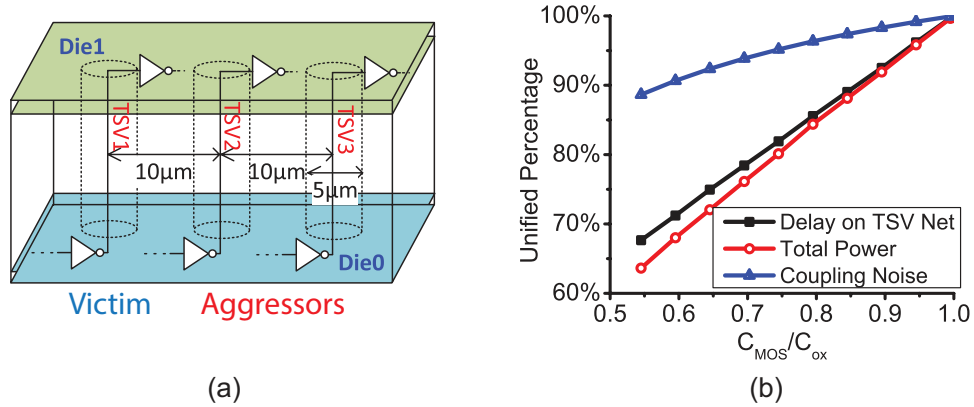 Die1
TSV1
TSV2
TSV3
10μm
10μm
5μm
Die0
Victim
Aggressors
(a)
Unified Percentage
100%
90%
80%
70%
60%
Delay on TSV Net
Total Power
Coupling Noise
0.5
0.6
0.7
0.8
0.9
1.0
C_MOS/C_ox
(b)